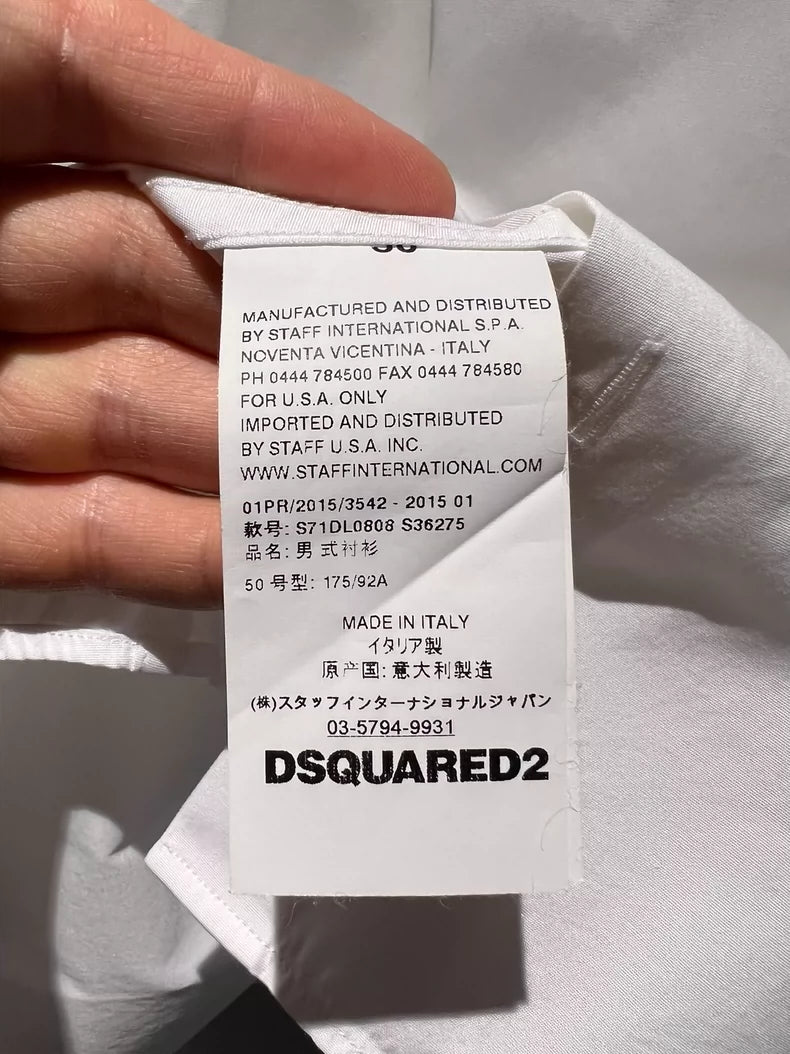 MANUFACTURED AND DISTRIBUTED
BY STAFF INTERNATIONAL S.P.A.
NOVENTA VICENTINA - ITALY
PH 0444 784500 FAX 0444 784580
FOR U.S.A. ONLY
IMPORTED AND DISTRIBUTED
BY STAFF U.S.A. INC.
WWW.STAFFINTERNATIONAL.COM
01PR/2015/3542 - 2015 01
款号: S71DL0808 S36275
品名: 男 式衬衫
50 号型: 175/92A
MADE IN ITALY
イタリア製
原产国: 意大利製造
(株)スタッフインターナショナルジャパン
03-5794-9931
DSQUARED2